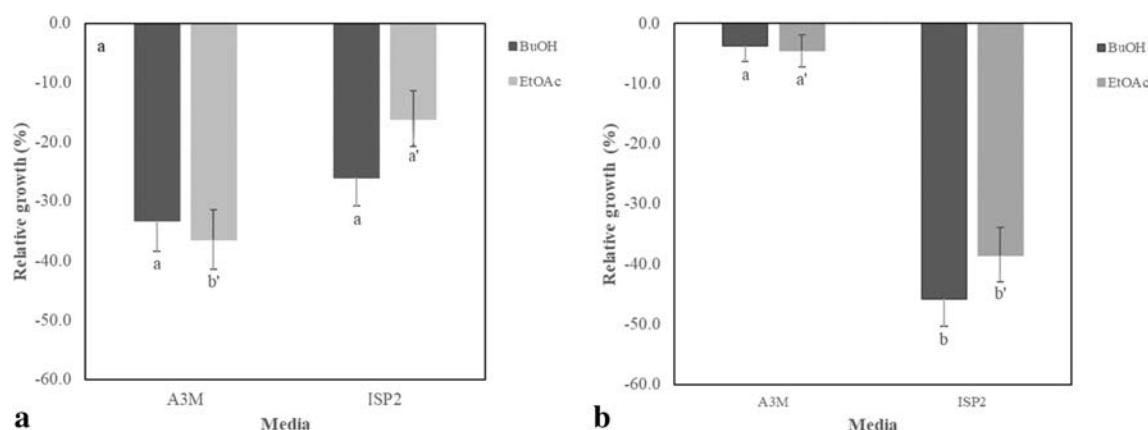 0.0
-10.0
-20.0
-30.0
-40.0
-50.0
-60.0
Relative growth (%)
a
a
b'
a
a'
A3M
ISP2
Media
BuOH
EtOAc
a
0.0
-10.0
-20.0
-30.0
-40.0
-50.0
-60.0
Relative growth (%)
a
a'
b
b'
A3M
ISP2
Media
BuOH
EtOAc
b